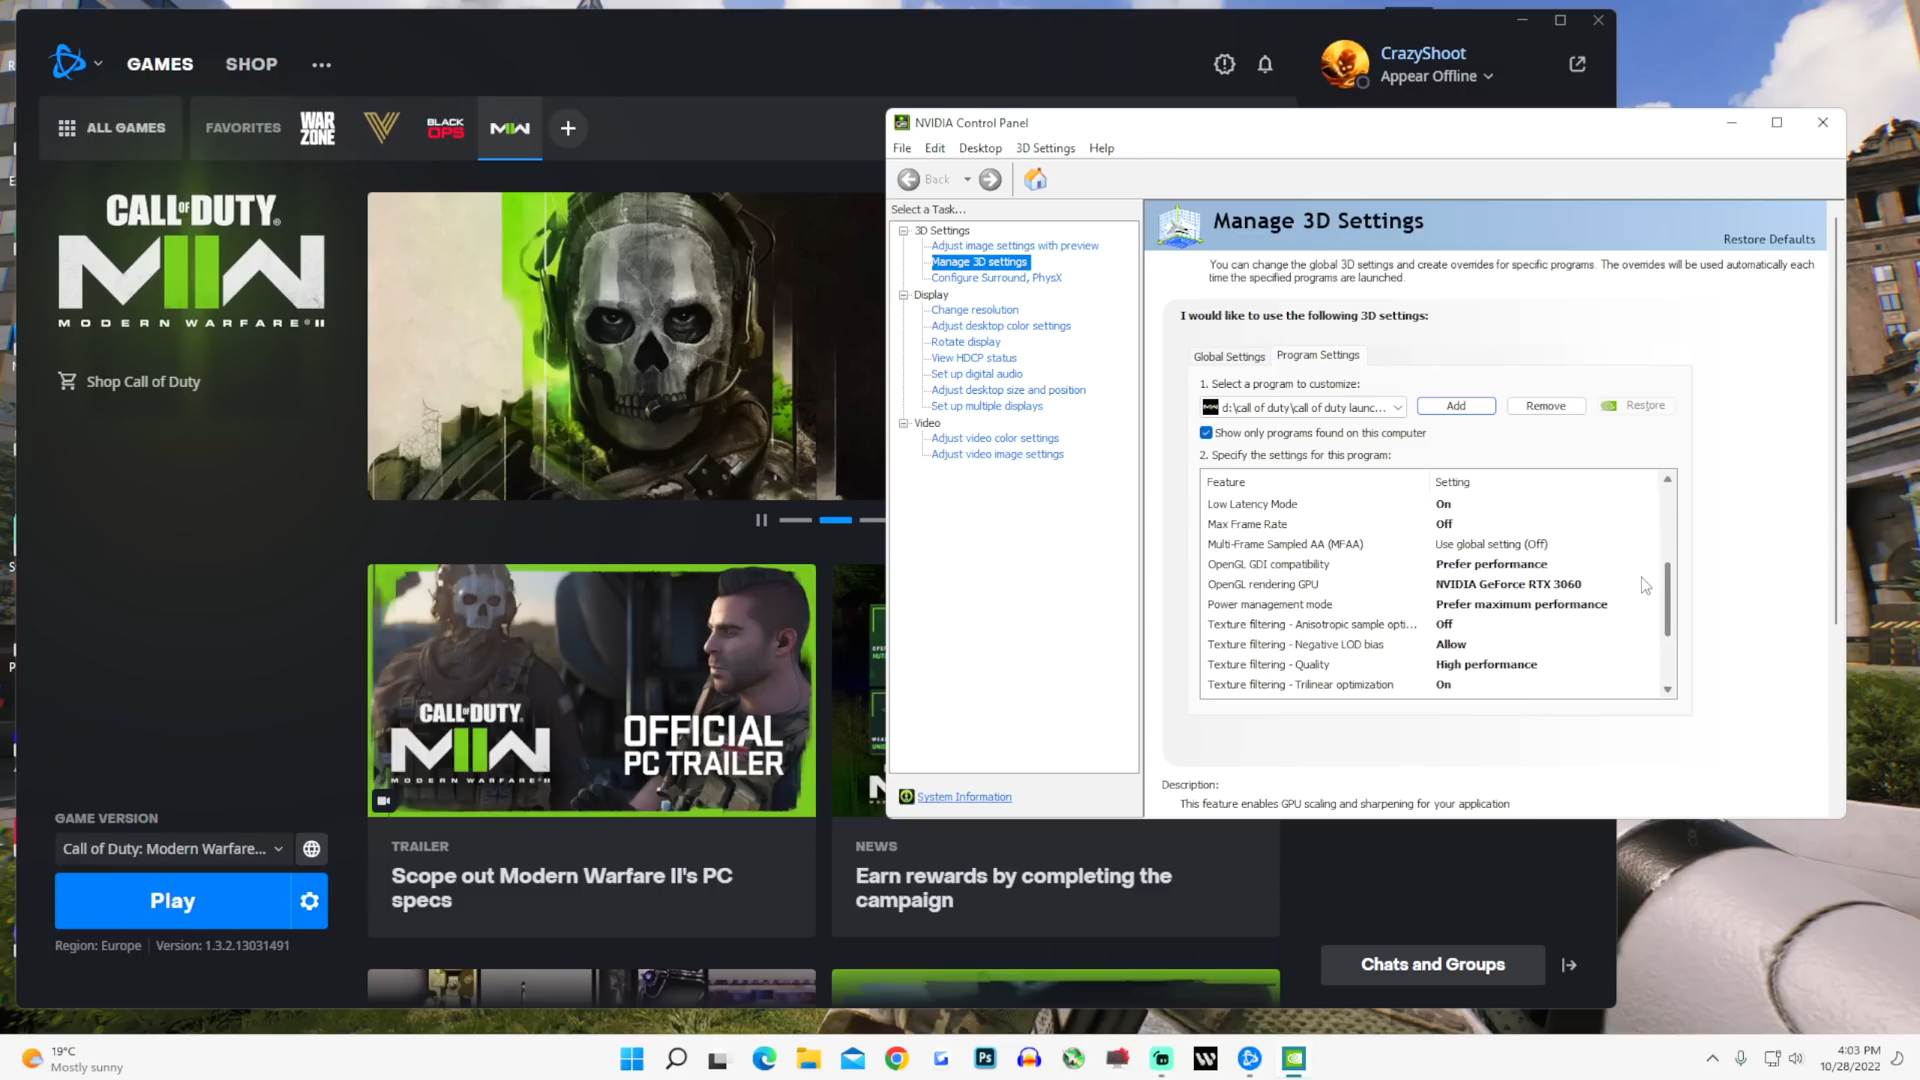 GAMES
SHOP
CrazyShoot
Appear Offline
ALL GAMES
FAVORITES
WAR
ZONE
BLACK
OPS
MWII
CALL OF DUTY
MWII
MODERN WARFARE II
Shop Call of Duty
GAME VERSION
Call of Duty: Modern Warfare...
Play
Region: Europe
Version: 1.3.2.13031491
CALL OF DUTY
MWII
OFFICIAL
PC TRAILER
TRAILER
Scope out Modern Warfare II's PC
specs
NEWS
Earn rewards by completing the
campaign
Chats and Groups
NVIDIA Control Panel
File
Edit
Desktop
3D Settings
Help
Back
Select a Task...
3D Settings
Adjust image settings with preview
Manage 3D settings
Configure Surround, PhysX
Display
Change resolution
Adjust desktop color settings
Rotate display
View HDCP status
Set up digital audio
Adjust desktop size and position
Set up multiple displays
Video
Adjust video color settings
Adjust video image settings
System Information
Manage 3D Settings
Restore Defaults
You can change the global 3D settings and create overrides for specific programs. The overrides will be used automatically each
time the specified programs are launched.
I would like to use the following 3D settings:
Global Settings
Program Settings
1. Select a program to customize:
d:\call of duty\call of duty launc...
Add
Remove
Restore
Show only programs found on this computer
2. Specify the settings for this program:
Feature
Setting
Low Latency Mode
On
Max Frame Rate
Off
Multi-Frame Sampled AA (MFAA)
Use global setting (Off)
OpenGL GDI compatibility
Prefer performance
OpenGL rendering GPU
NVIDIA GeForce RTX 3060
Power management mode
Prefer maximum performance
Texture filtering - Anisotropic sample opti...
Off
Texture filtering - Negative LOD bias
Allow
Texture filtering - Quality
High performance
Texture filtering - Trilinear optimization
On
Description:
This feature enables GPU scaling and sharpening for your application
19°C
Mostly sunny
Ps
4:03 PM
10/28/2022